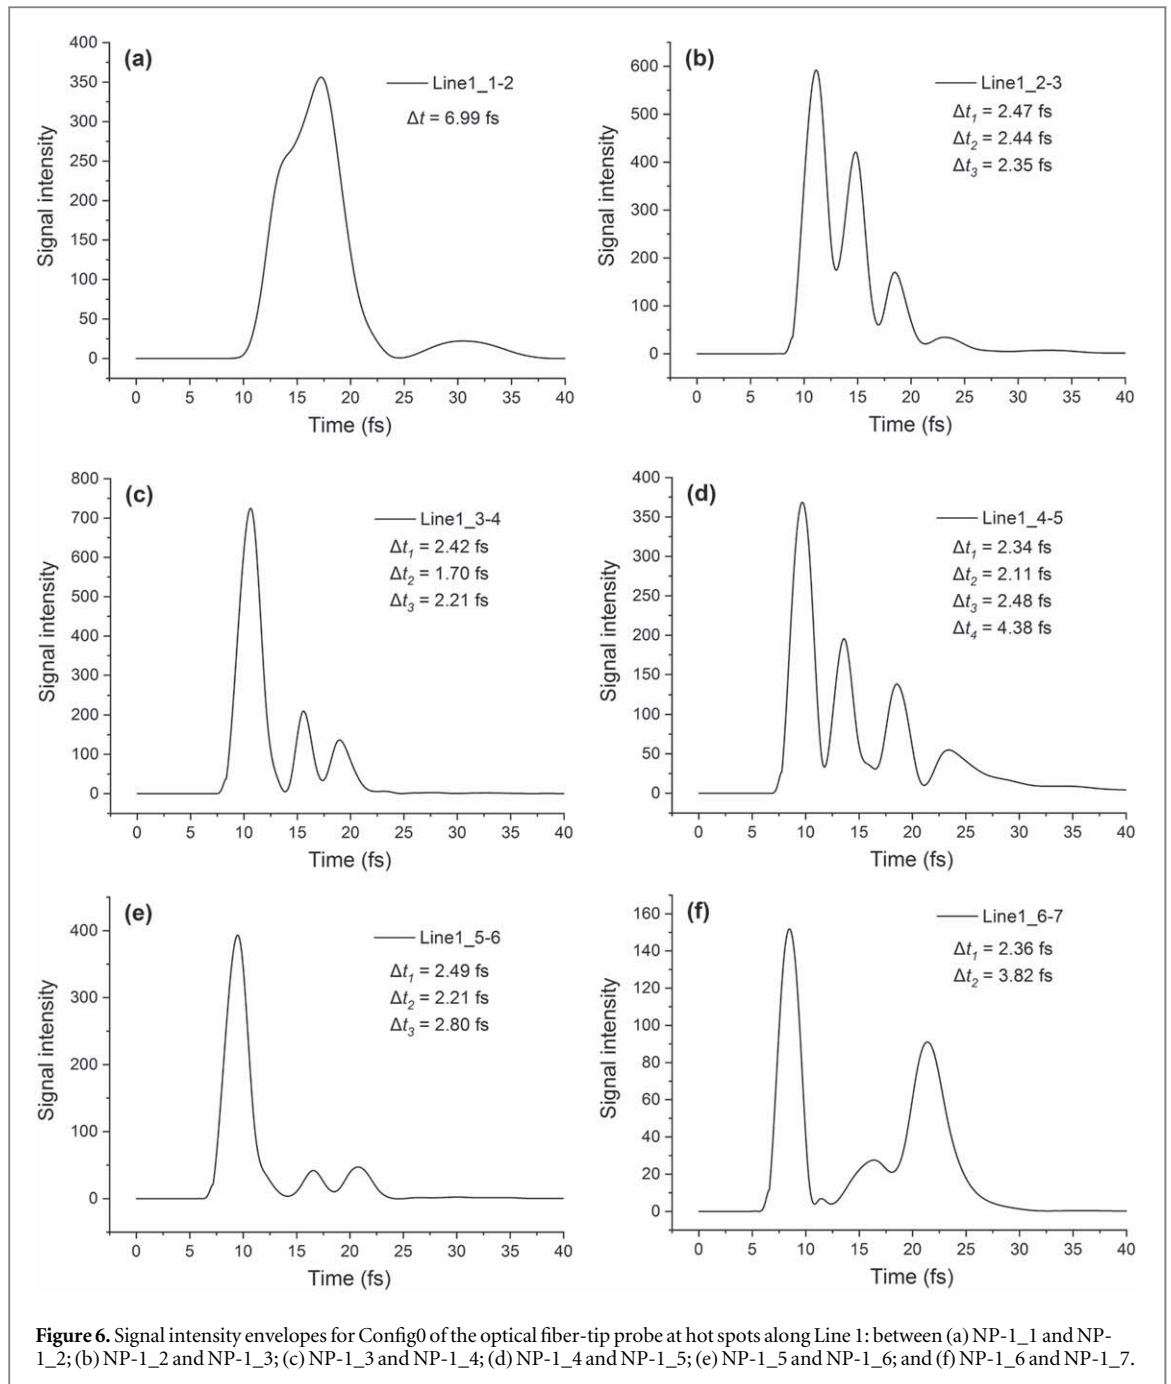 (a)
Line1_1-2
Δt = 6.99 fs
Signal intensity
400
350
300
250
200
150
100
50
0
0 5 10 15 20 25 30 35 40
Time (fs)
(b)
Line1_2-3
Δt1 = 2.47 fs
Δt2 = 2.44 fs
Δt3 = 2.35 fs
Signal intensity
600
500
400
300
200
100
0
0 5 10 15 20 25 30 35 40
Time (fs)
(c)
Line1_3-4
Δt1 = 2.42 fs
Δt2 = 1.70 fs
Δt3 = 2.21 fs
Signal intensity
800
700
600
500
400
300
200
100
0
0 5 10 15 20 25 30 35 40
Time (fs)
(d)
Line1_4-5
Δt1 = 2.34 fs
Δt2 = 2.11 fs
Δt3 = 2.48 fs
Δt4 = 4.38 fs
Signal intensity
400
350
300
250
200
150
100
50
0
0 5 10 15 20 25 30 35 40
Time (fs)
(e)
Line1_5-6
Δt1 = 2.49 fs
Δt2 = 2.21 fs
Δt3 = 2.80 fs
Signal intensity
400
300
200
100
0
0 5 10 15 20 25 30 35 40
Time (fs)
(f)
Line1_6-7
Δt1 = 2.36 fs
Δt2 = 3.82 fs
Signal intensity
160
140
120
100
80
60
40
20
0
0 5 10 15 20 25 30 35 40
Time (fs)
Figure 6. Signal intensity envelopes for Config0 of the optical fiber-tip probe at hot spots along Line 1: between (a) NP-1_1 and NP-
1_2; (b) NP-1_2 and NP-1_3; (c) NP-1_3 and NP-1_4; (d) NP-1_4 and NP-1_5; (e) NP-1_5 and NP-1_6; and (f) NP-1_6 and NP-1_7.